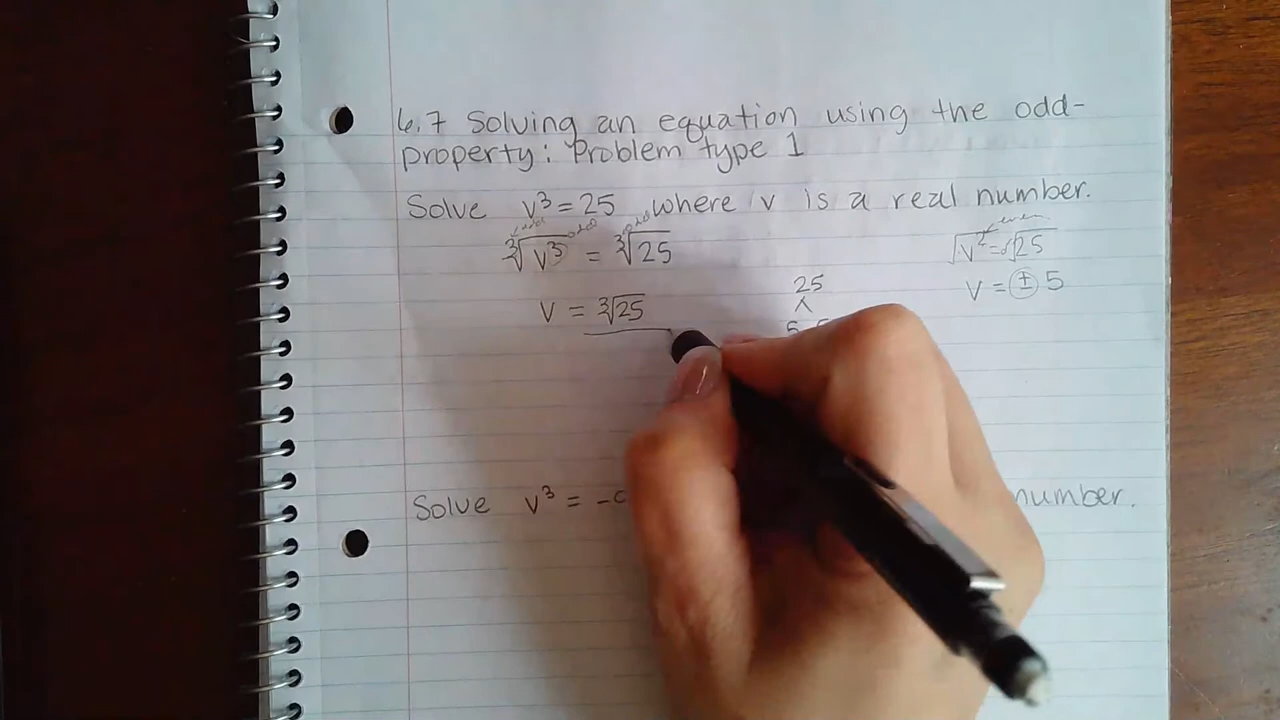 6.7 Solving an equation using the odd-
property: Problem type 1
Solve v³ = 25 where v is a real number.
∛v³ = ∛25
even
√v² = √25
v = ± 5
25
v = ∛25
Solve v³ = - number.